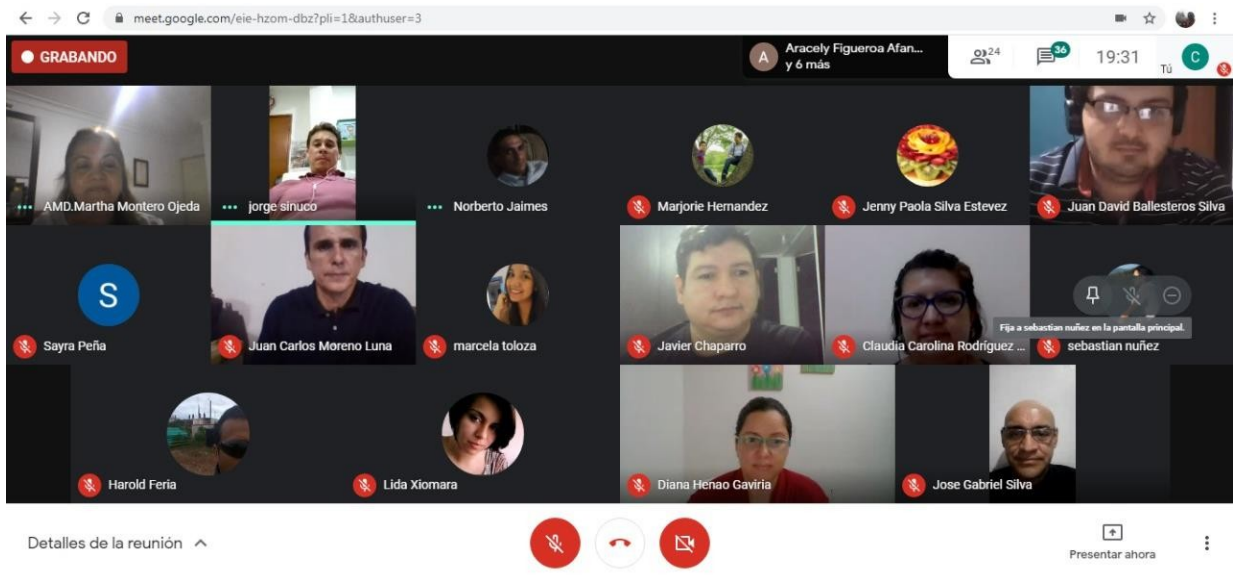 meet.google.com/eie-hzom-dbz?pli=1&authuser=3
GRABANDO
A
Aracely Figueroa Afan...
y 6 más
24
36
19:31
Tú
C
AMD.Martha Montero Ojeda
jorge sinuco
Norberto Jaimes
Marjorie Hernandez
Jenny Paola Silva Estevez
Juan David Ballesteros Silva
S
Fija a sebastian nuñez en la pantalla principal.
Sayra Peña
Juan Carlos Moreno Luna
marcela toloza
Javier Chaparro
Claudia Carolina Rodríguez ...
sebastian nuñez
Harold Feria
Lida Xiomara
Diana Henao Gaviria
Jose Gabriel Silva
Detalles de la reunión
Presentar ahora